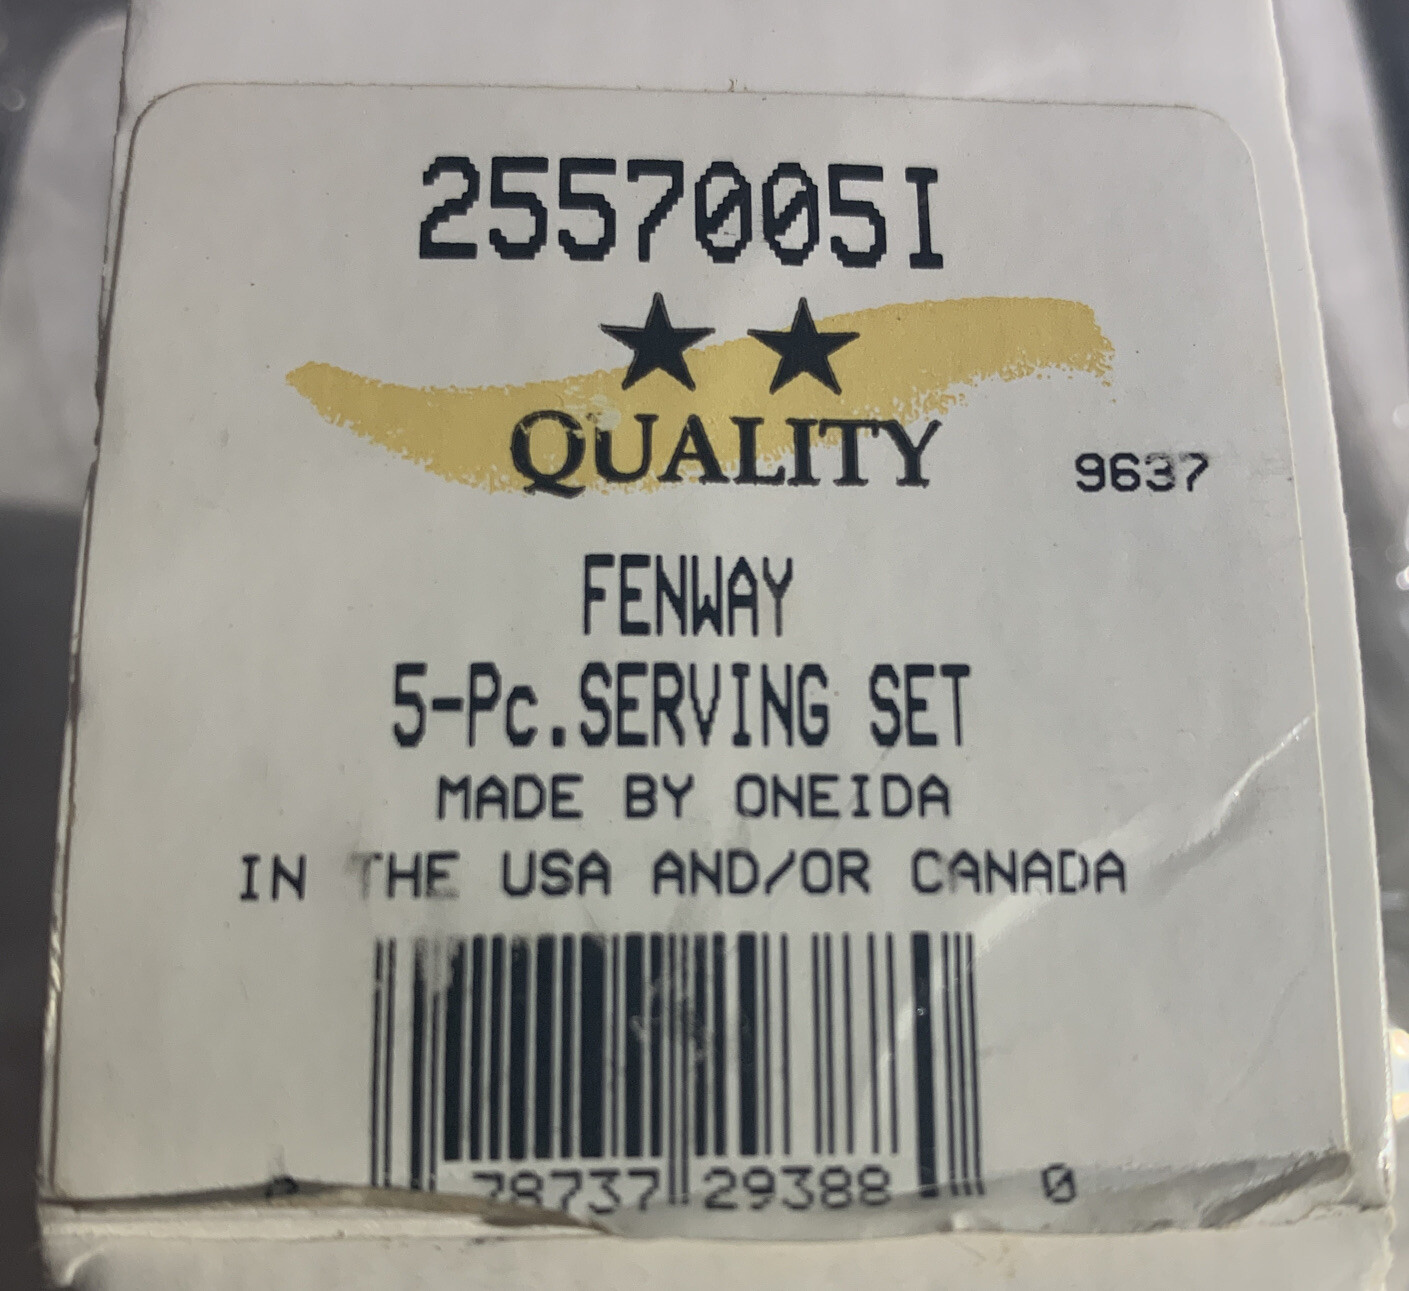 2557005I
QUALITY
9637
FENWAY
5-Pc.SERVING SET
MADE BY ONEIDA
IN THE USA AND/OR CANADA
78737 29388 0